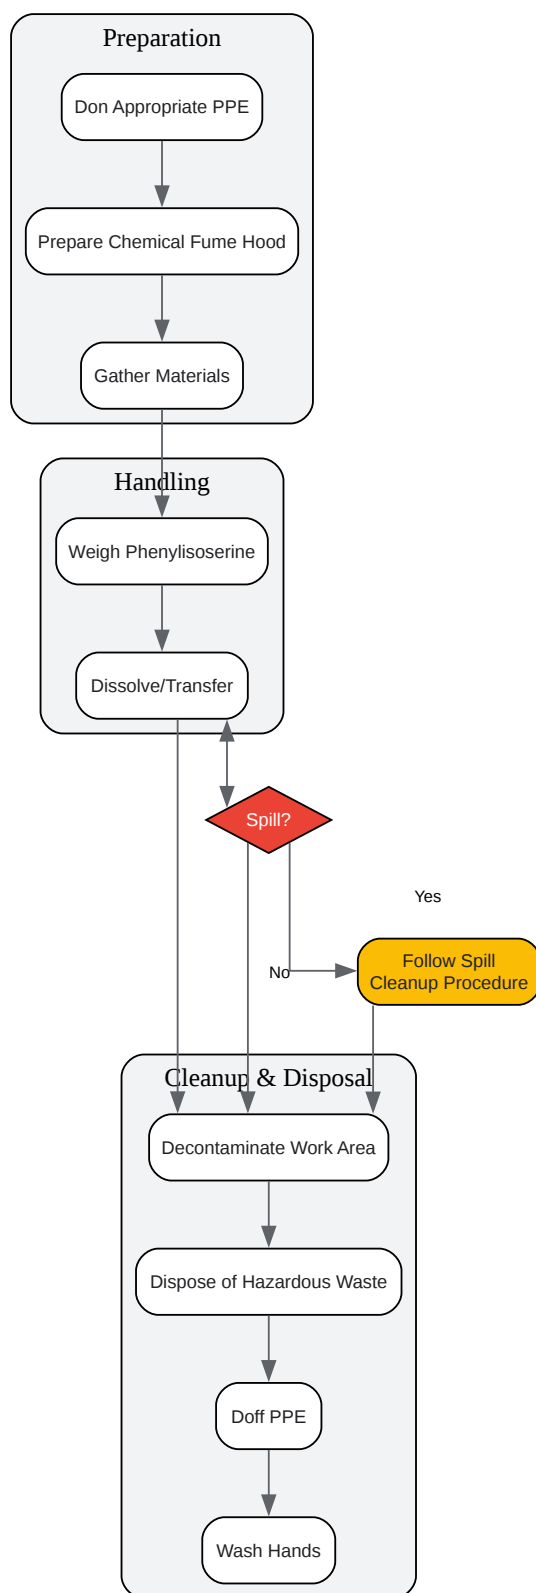 Preparation
Don Appropriate PPE
Prepare Chemical Fume Hood
Gather Materials
Handling
Weigh Phenylisoserine
Dissolve/Transfer
Spill?
Yes
No
Follow Spill
Cleanup Procedure
Cleanup & Disposal
Decontaminate Work Area
Dispose of Hazardous Waste
Doff PPE
Wash Hands